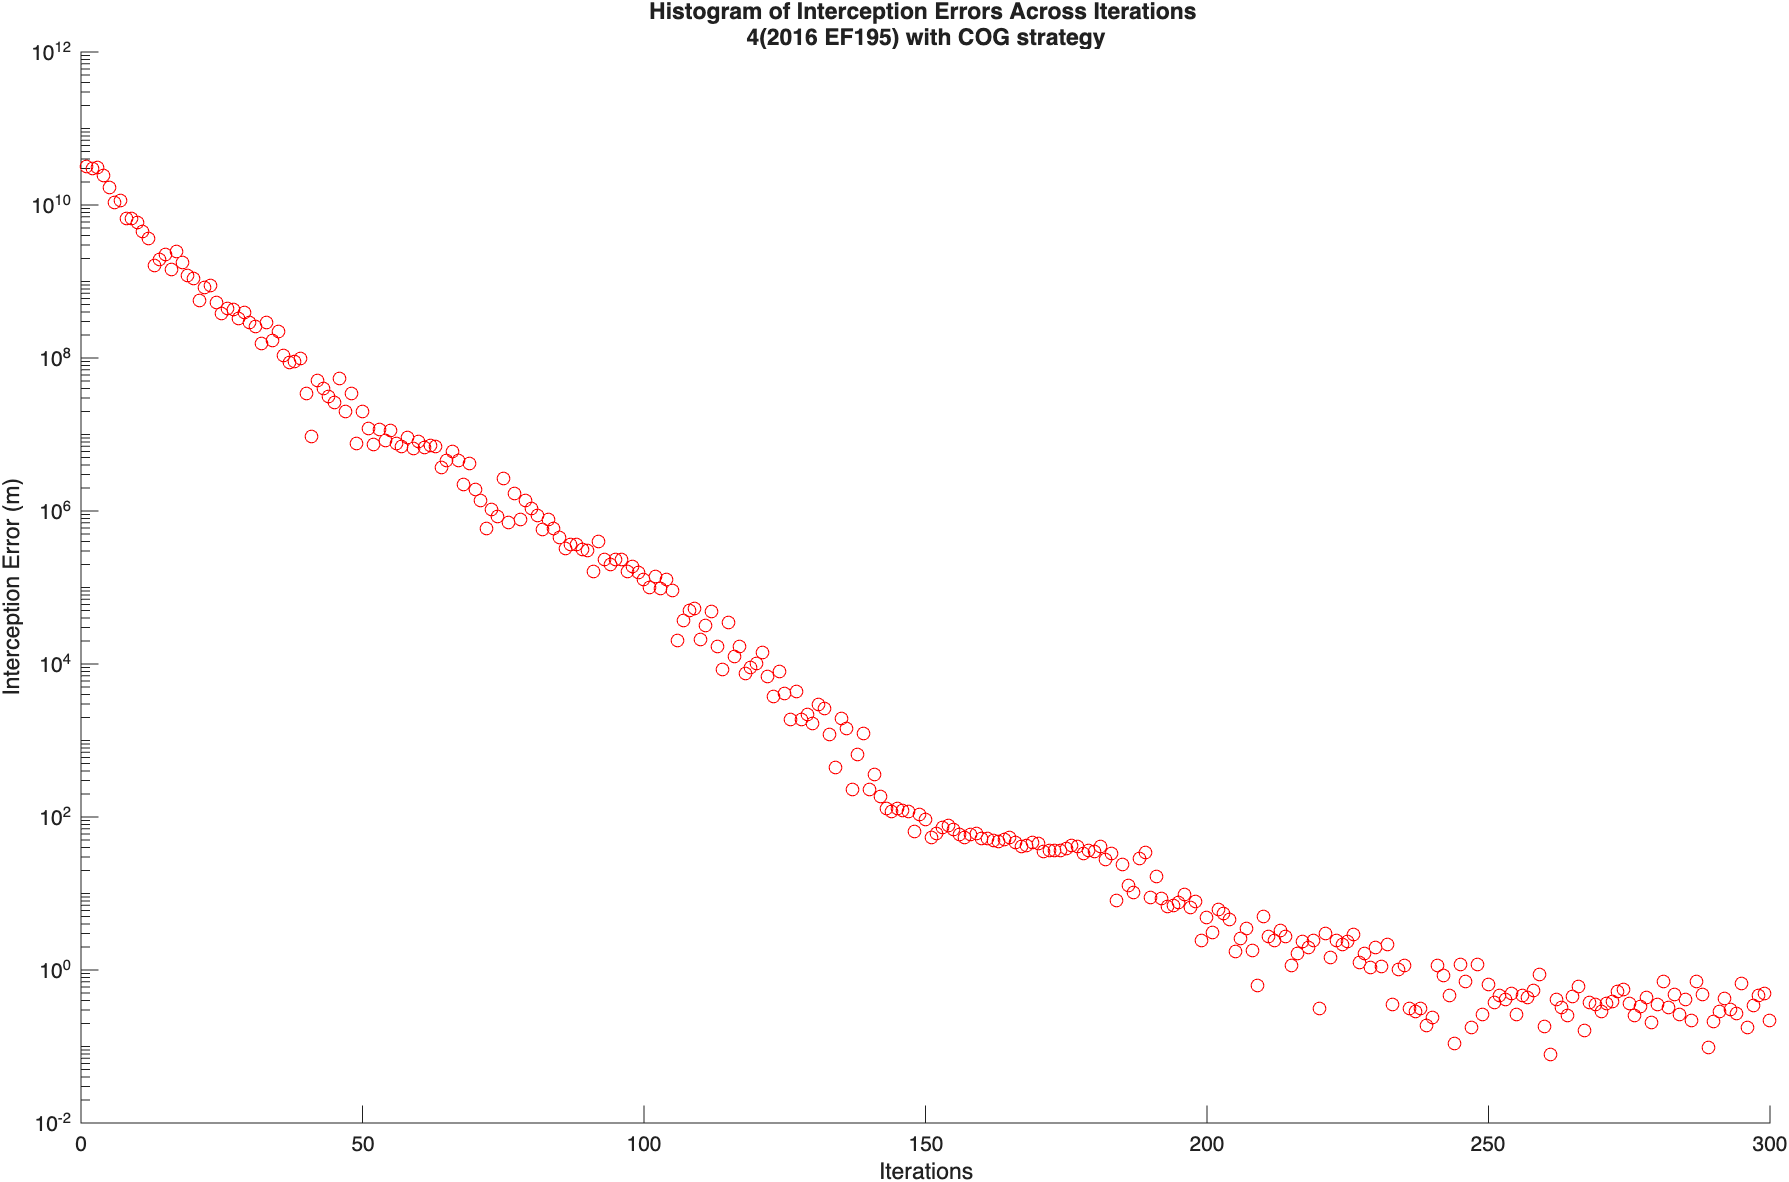 Histogram of Interception Errors Across Iterations
4(2016 EF195) with COG strategy
10^12
10^10
10^8
10^6
10^4
10^2
10^0
10^-2
Interception Error (m)
0 50 100 150 200 250 300
Iterations